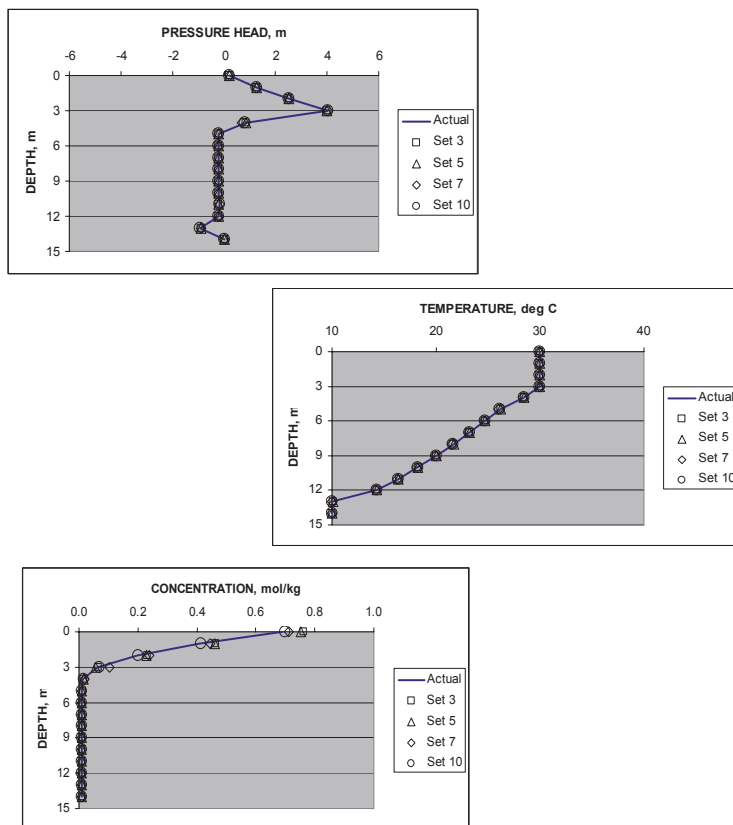 PRESSURE HEAD, m
-6 -4 -2 0 2 4 6
0
3
6
9
12
15
DEPTH, m
Actual
Set 3
Set 5
Set 7
Set 10
TEMPERATURE, deg C
10 20 30 40
0
3
6
9
12
15
DEPTH, m
Actual
Set 3
Set 5
Set 7
Set 10
CONCENTRATION, mol/kg
0.0 0.2 0.4 0.6 0.8 1.0
0
3
6
9
12
15
DEPTH, m
Actual
Set 3
Set 5
Set 7
Set 10